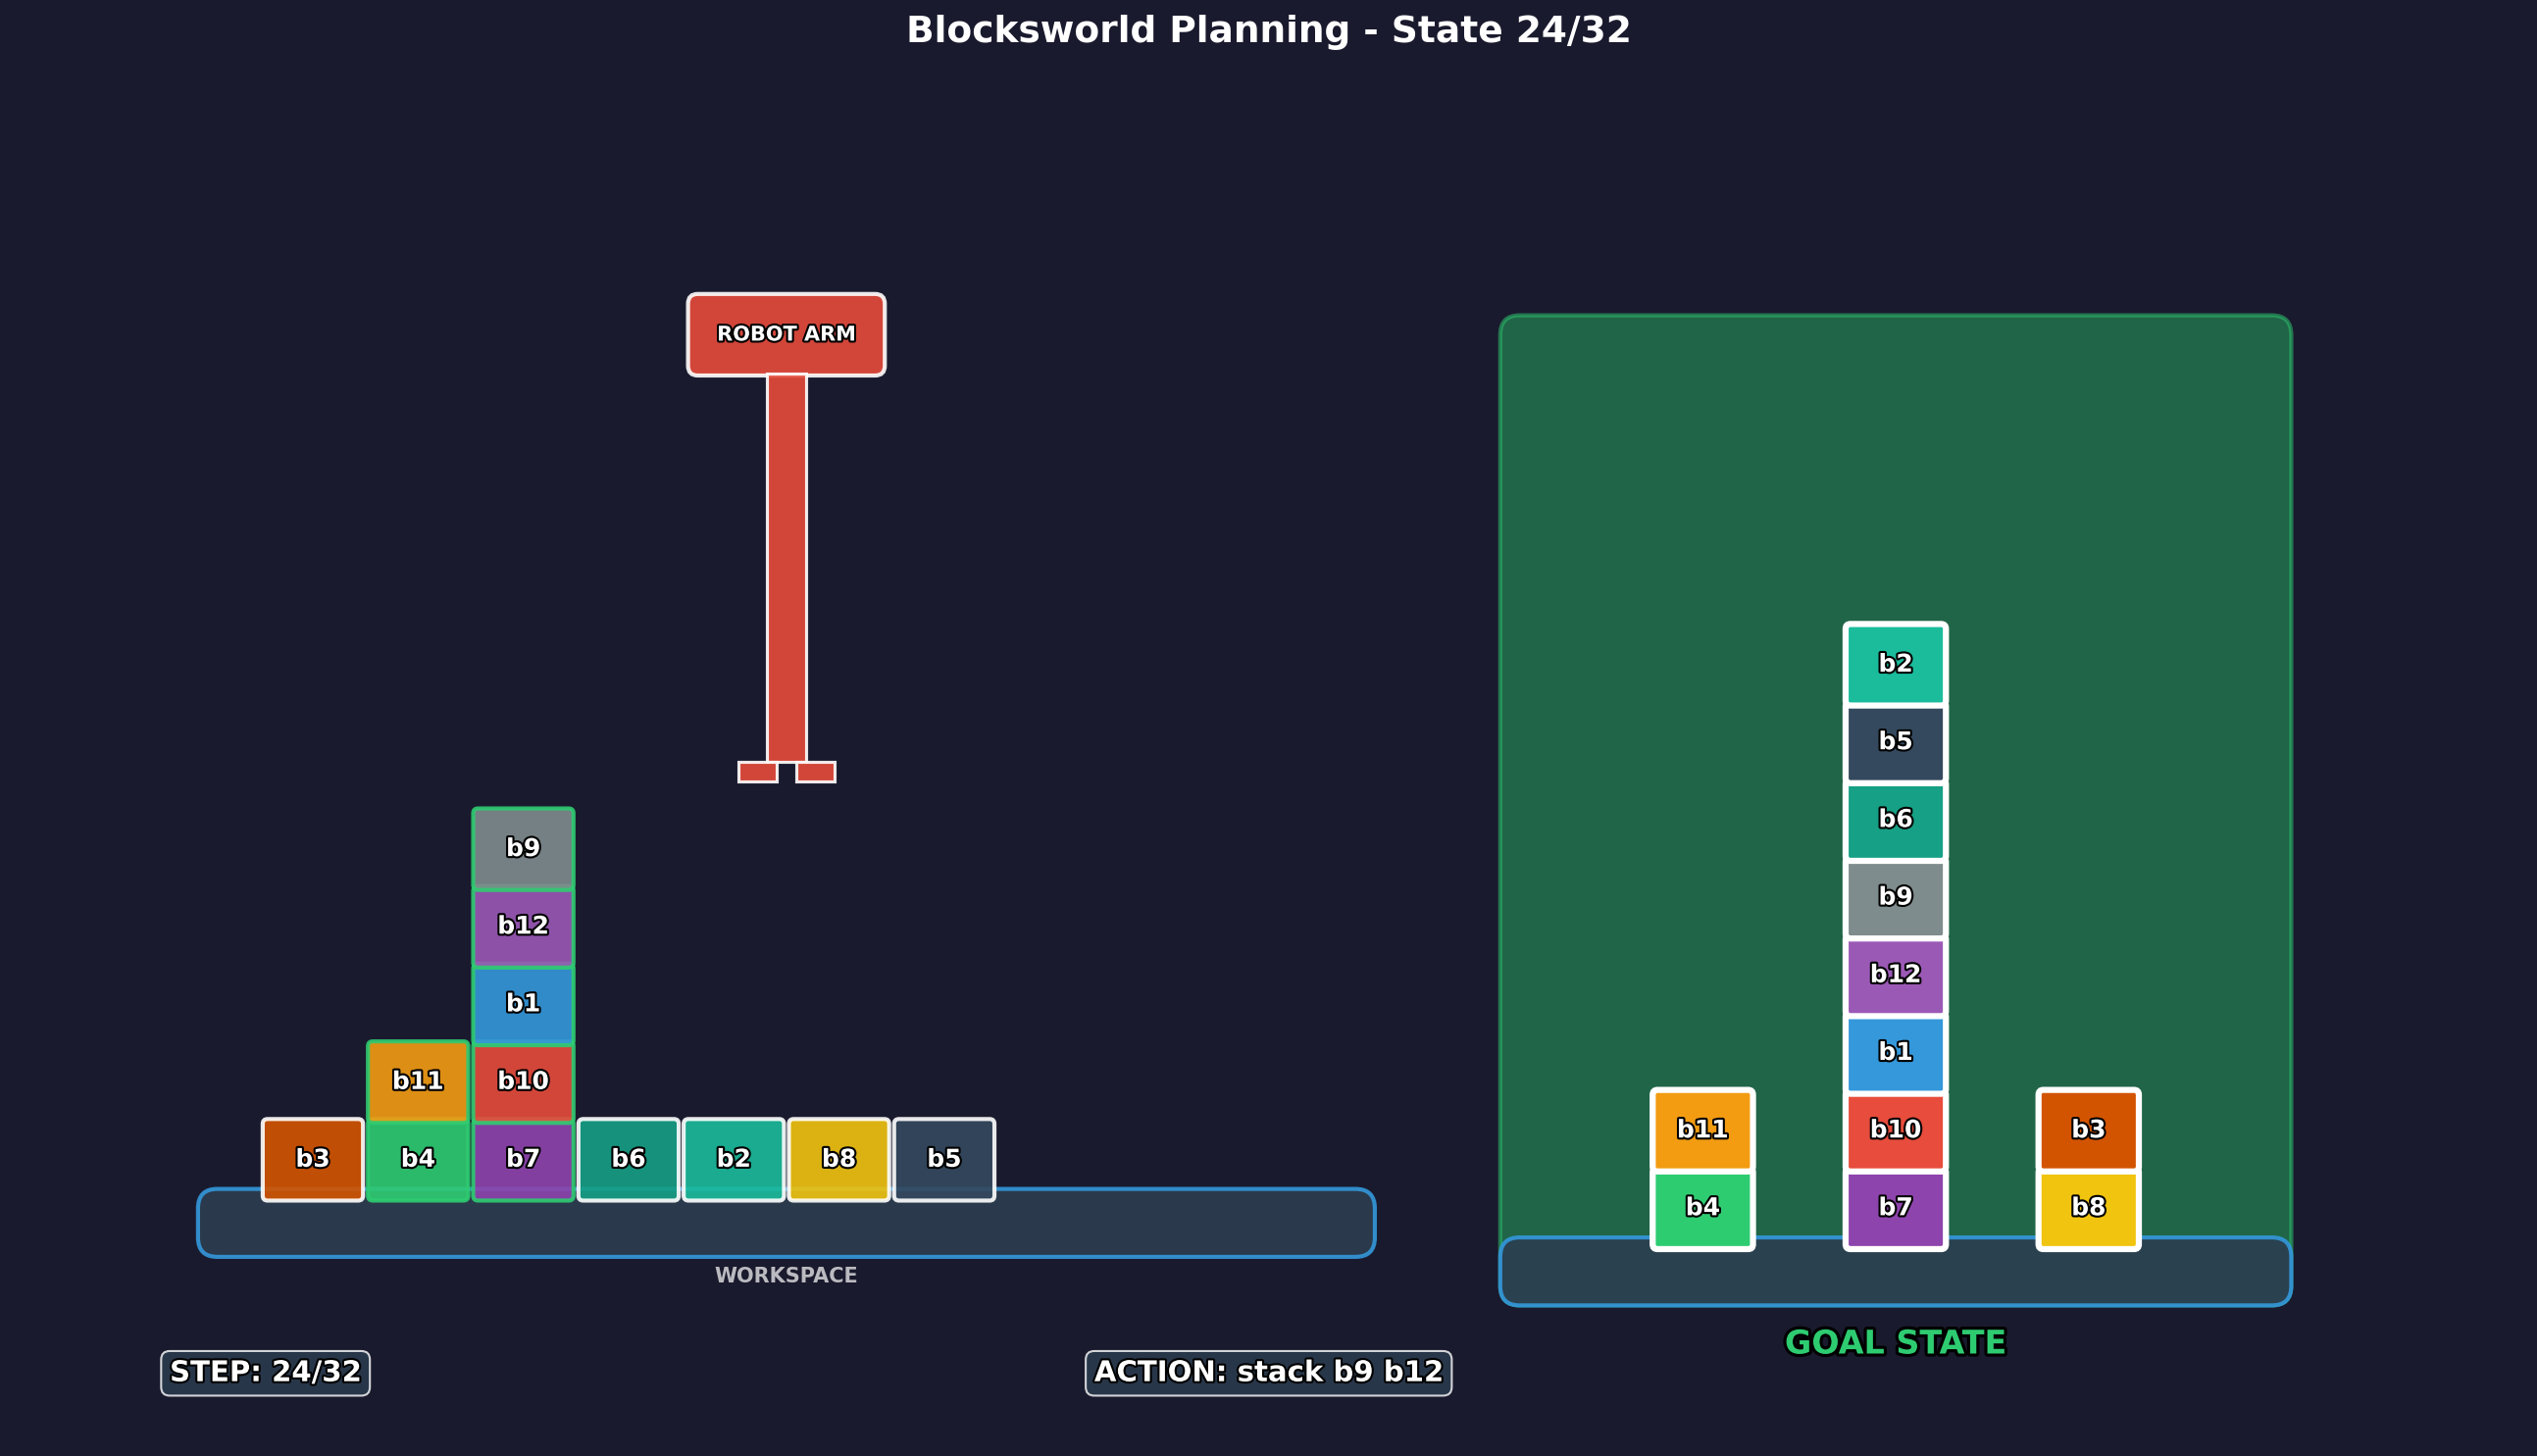 Blocksworld Planning - State 24/32
ROBOT ARM
b9
b12
b1
b11 b10
b3 b4 b7 b6 b2 b8 b5
WORKSPACE
b2
b5
b6
b9
b12
b1
b11 b10 b3
b4 b7 b8
GOAL STATE
STEP: 24/32
ACTION: stack b9 b12